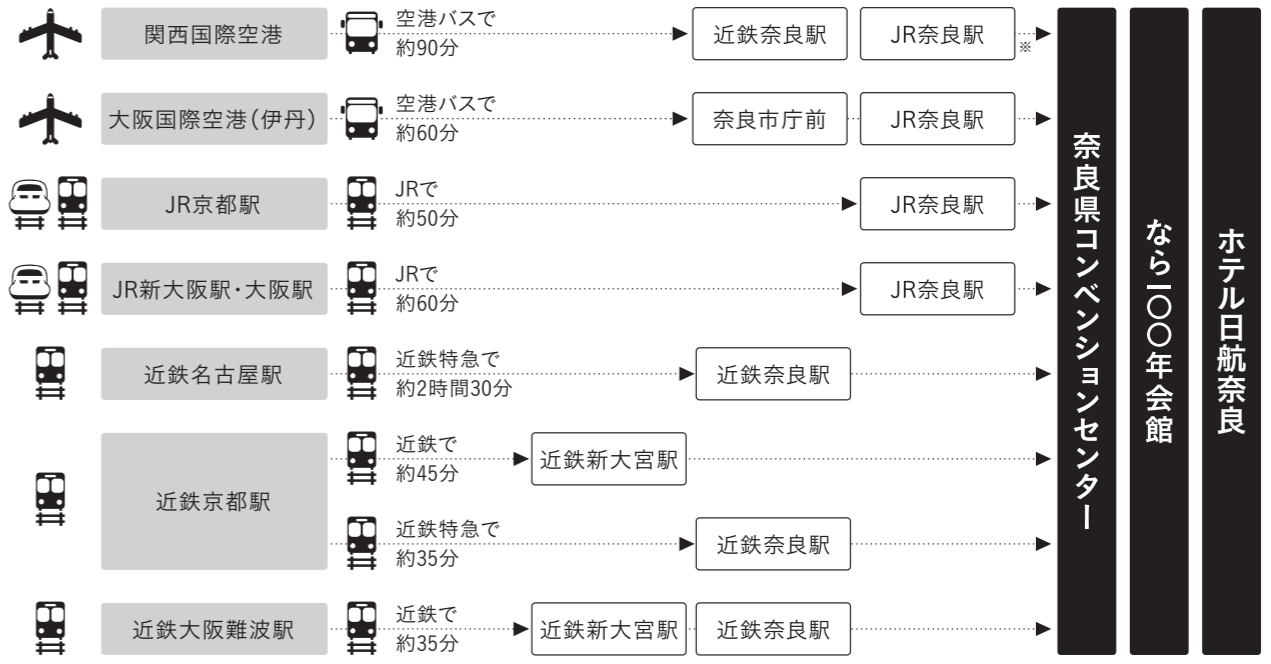 関西国際空港
空港バスで
約90分
近鉄奈良駅
JR奈良駅
※
大阪国際空港(伊丹)
空港バスで
約60分
奈良市庁前
JR奈良駅
JR京都駅
JRで
約50分
JR奈良駅
JR新大阪駅・大阪駅
JRで
約60分
JR奈良駅
近鉄名古屋駅
近鉄特急で
約2時間30分
近鉄奈良駅
近鉄京都駅
近鉄で
約45分
近鉄新大宮駅
近鉄特急で
約35分
近鉄奈良駅
近鉄大阪難波駅
近鉄で
約35分
近鉄新大宮駅
近鉄奈良駅
奈良県コンベンションセンター
なら一〇〇年会館
ホテル日航奈良